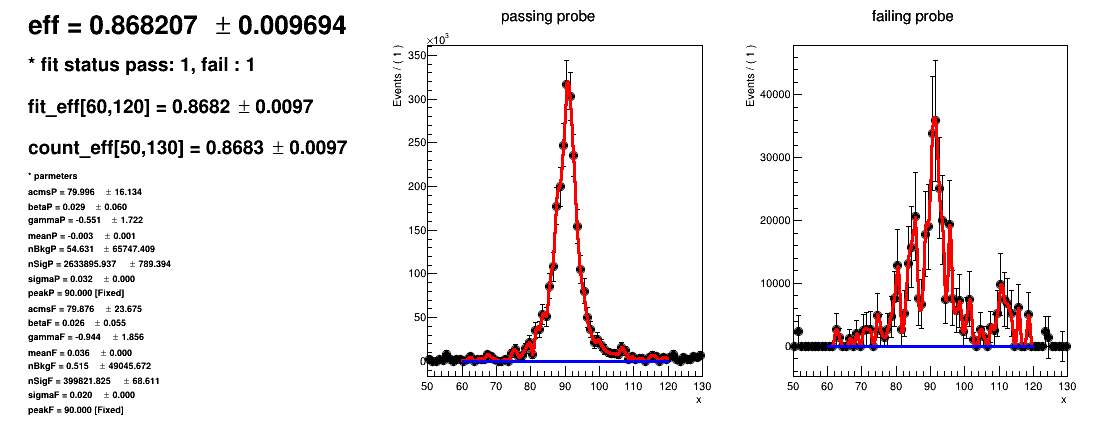 eff = 0.868207 ± 0.009694
* fit status pass: 1, fail : 1
fit_eff[60,120] = 0.8682 ± 0.0097
count_eff[50,130] = 0.8683 ± 0.0097
* parmeters
acmsP = 79.996 ± 16.134
betaP = 0.029 ± 0.060
gammaP = -0.551 ± 1.722
meanP = -0.003 ± 0.001
nBkgP = 54.631 ± 65747.409
nSigP = 2633895.937 ± 789.394
sigmaP = 0.032 ± 0.000
peakP = 90.000 [Fixed]
acmsF = 79.876 ± 23.675
betaF = 0.026 ± 0.055
gammaF = -0.944 ± 1.856
meanF = 0.036 ± 0.000
nBkgF = 0.515 ± 49045.672
nSigF = 399821.825 ± 68.611
sigmaF = 0.020 ± 0.000
peakF = 90.000 [Fixed]
passing probe
×10³
Events / ( 1 )
350
300
250
200
150
100
50
0
50 60 70 80 90 100 110 120 130
x
failing probe
Events / ( 1 )
40000
30000
20000
10000
0
50 60 70 80 90 100 110 120 130
x